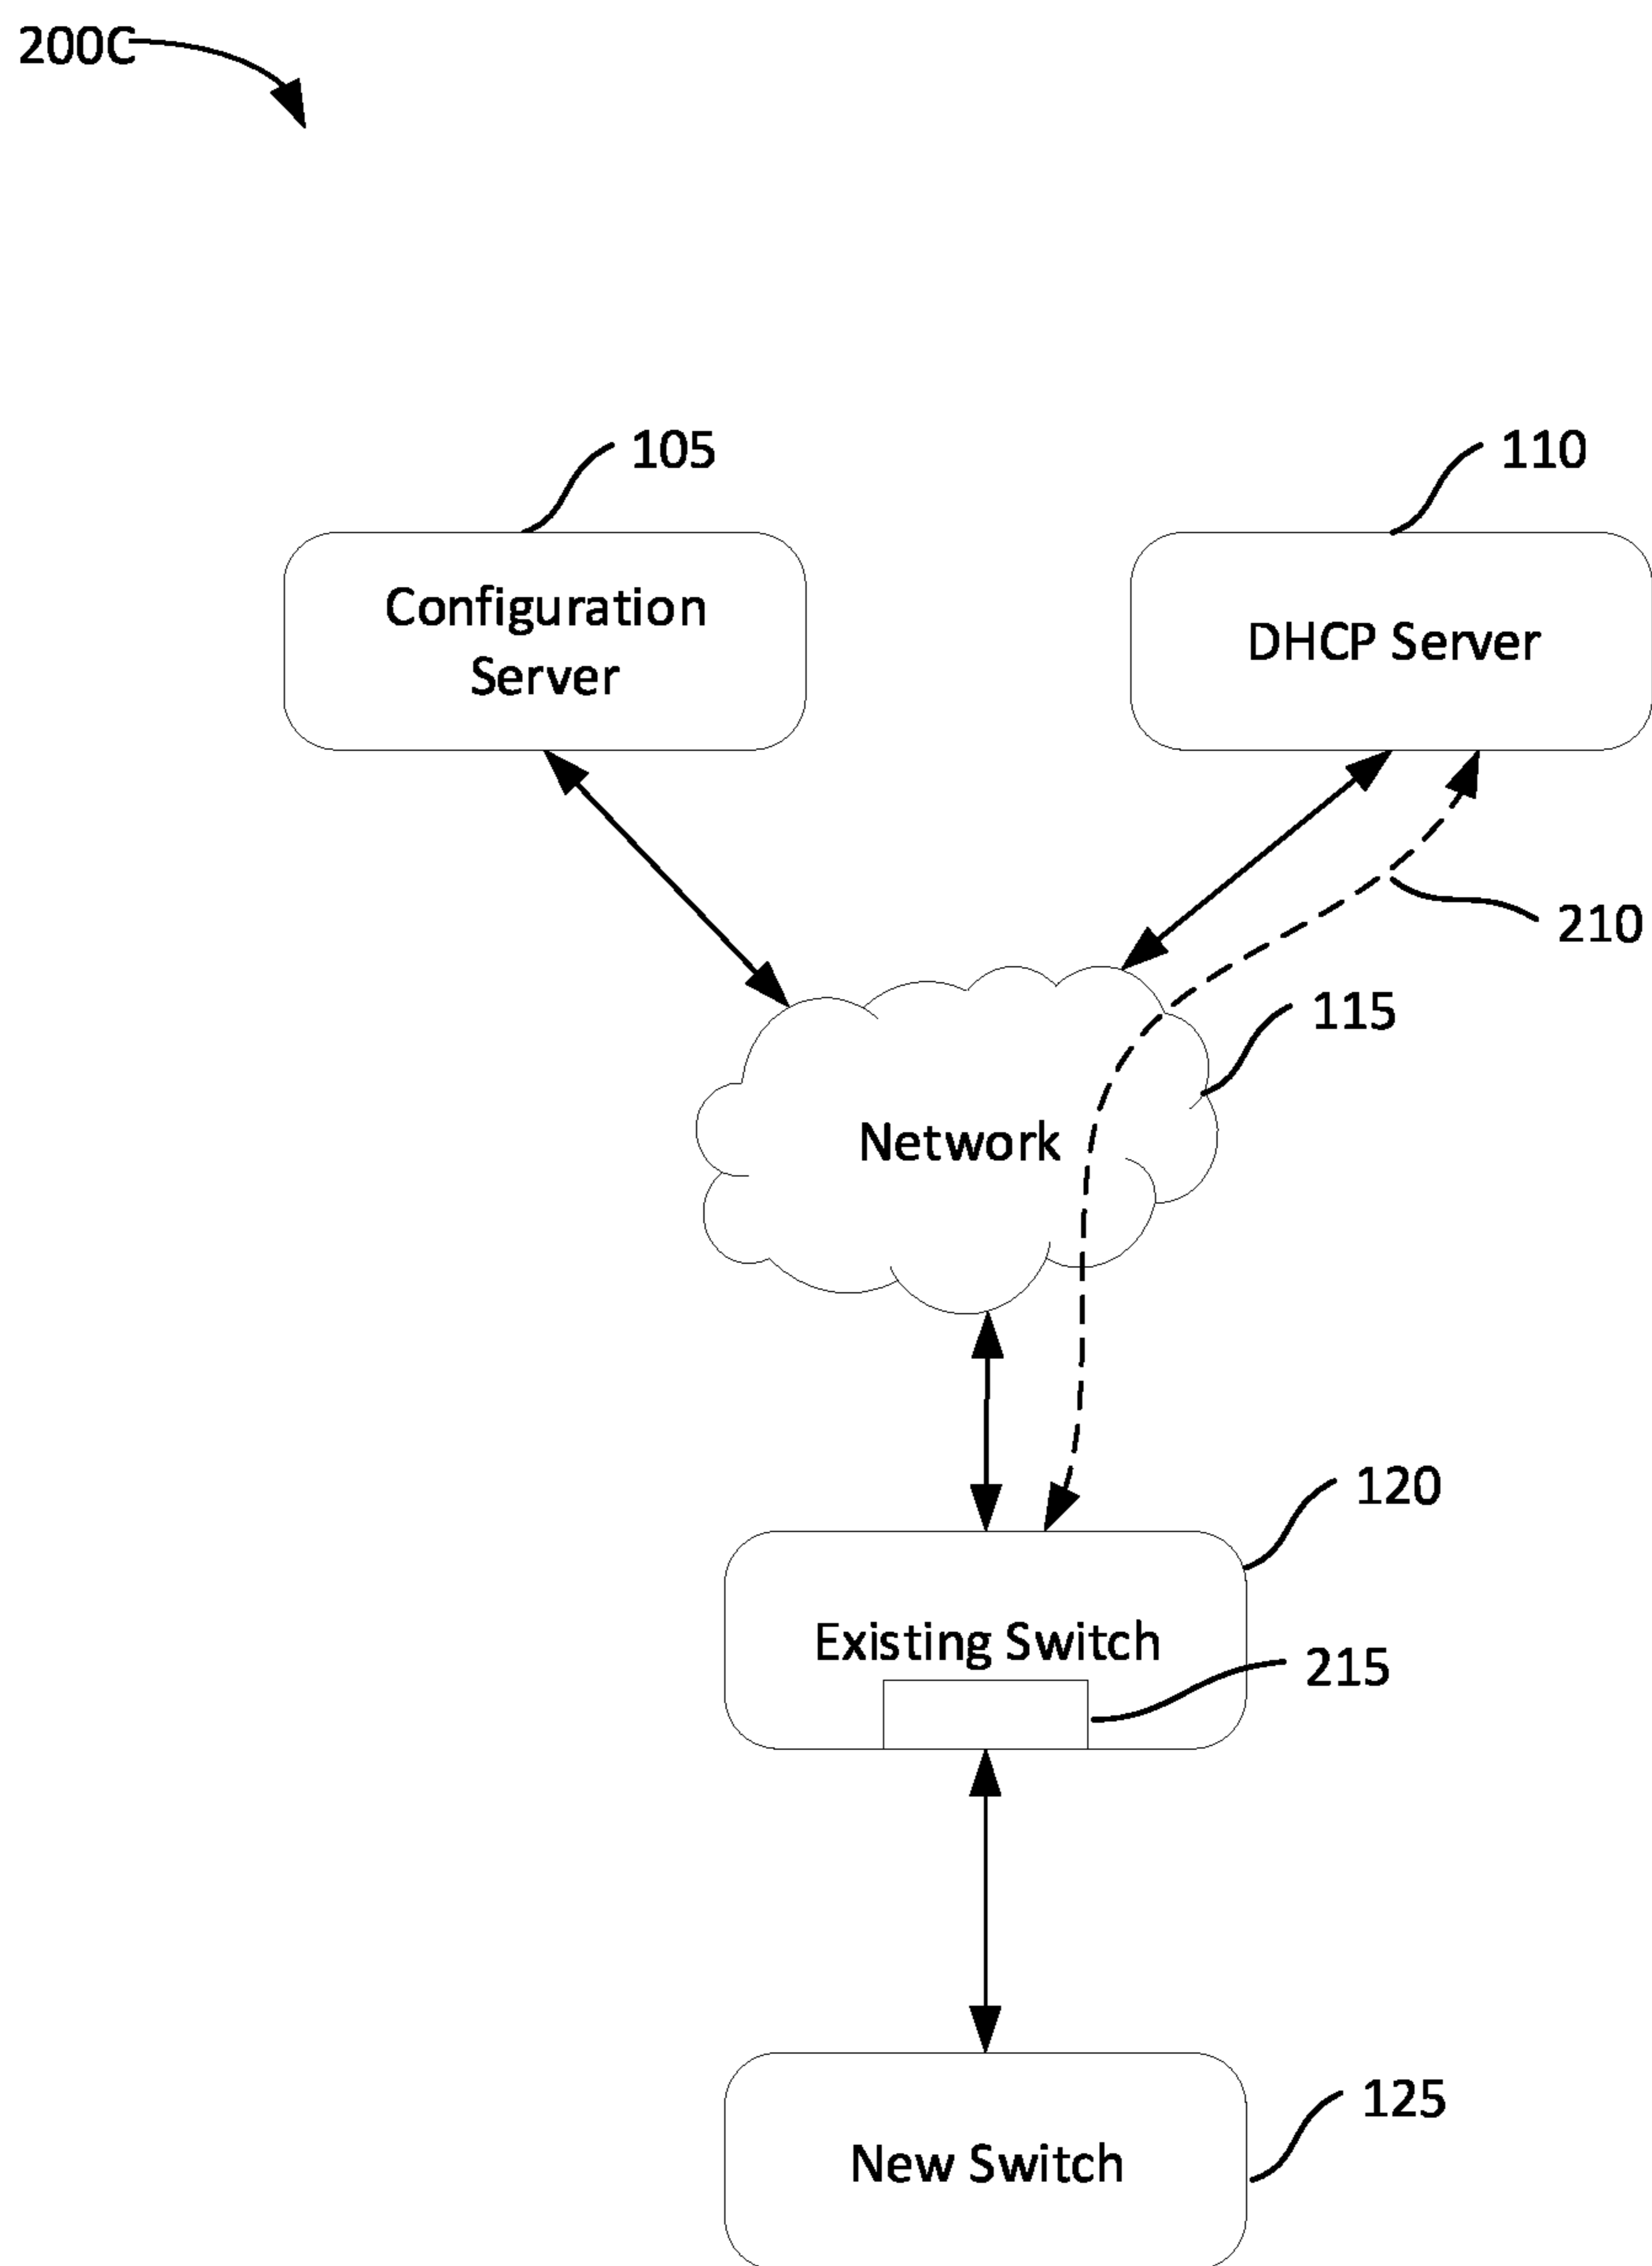 200C
105
110
Configuration
Server
DHCP Server
210
115
Network
120
Existing Switch
215
125
New Switch